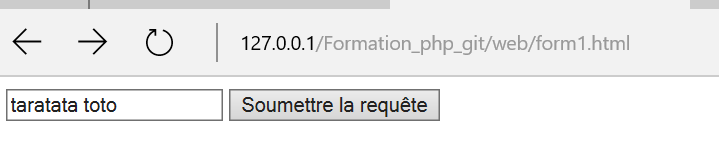 127.0.0.1/Formation_php_git/web/form1.html
taratata toto Soumettre la requête